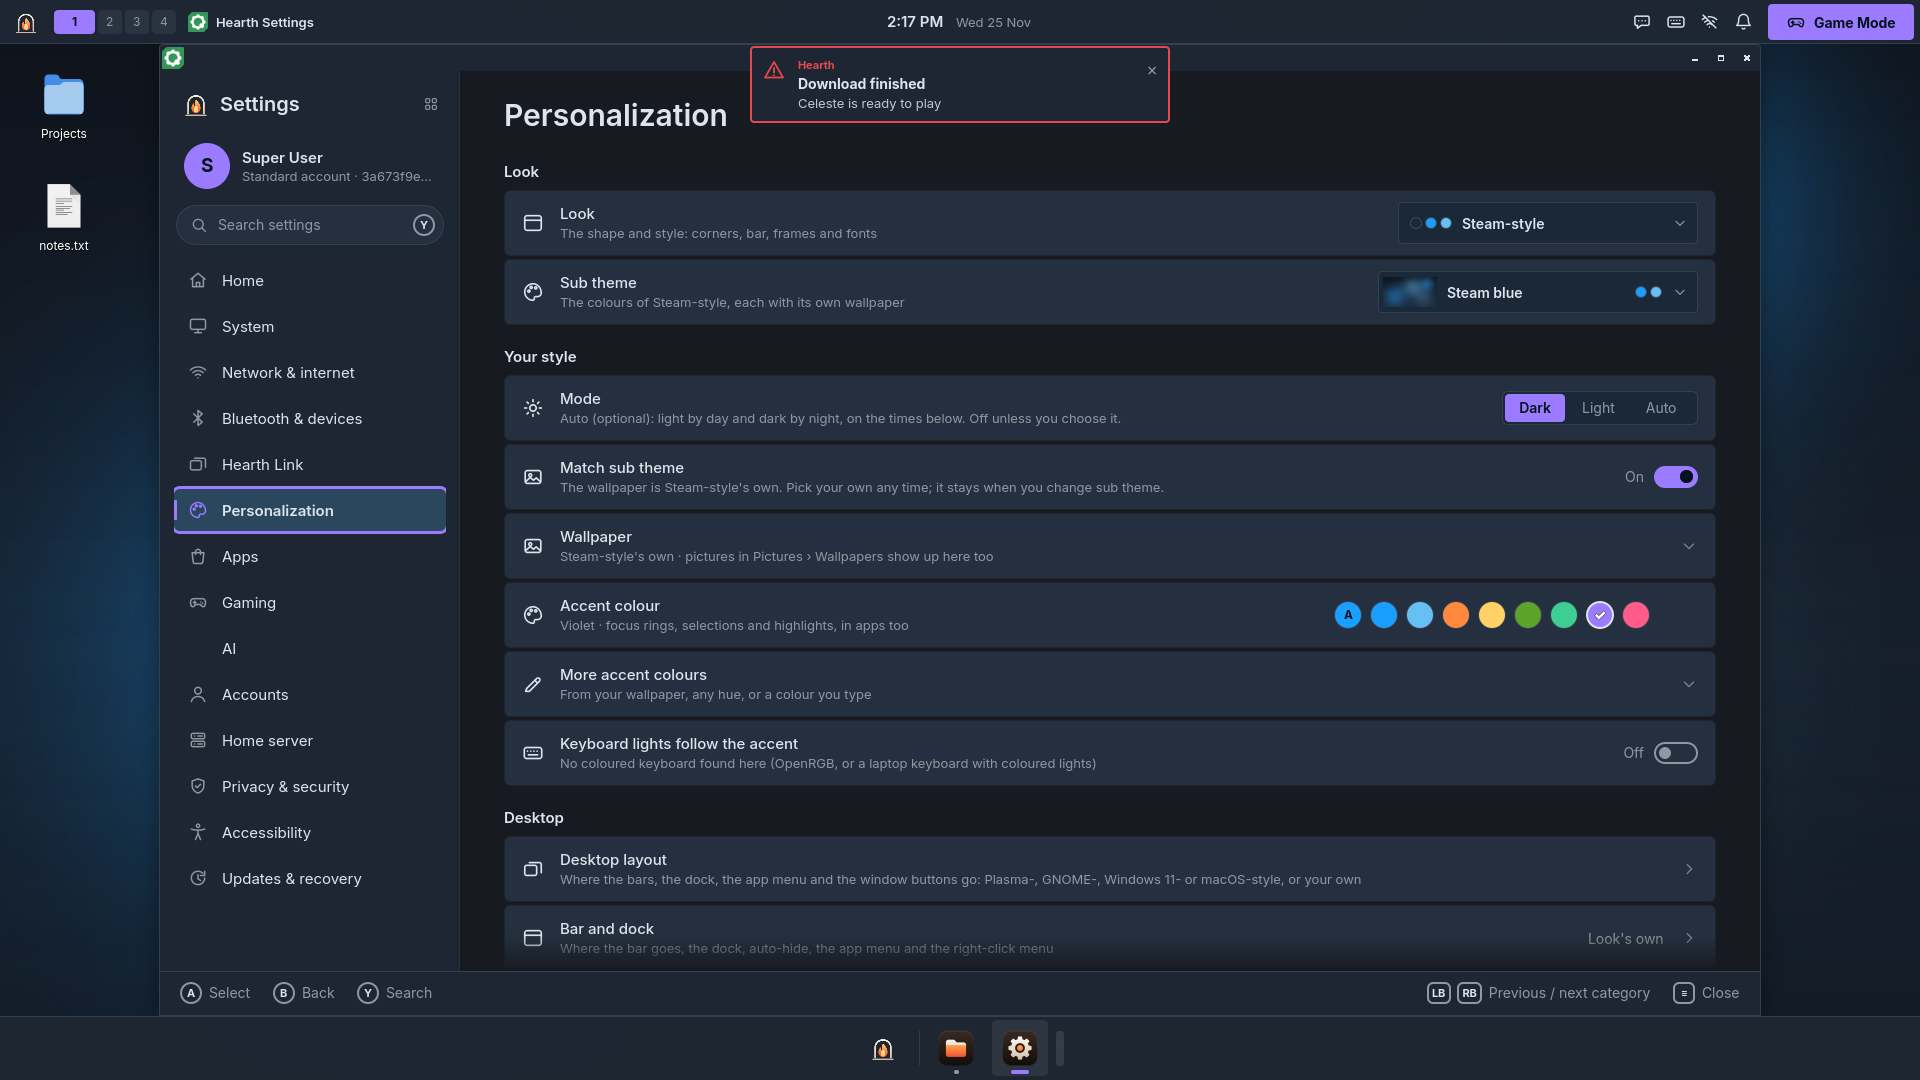 1 2 3 4 Hearth Settings
2:17 PM Wed 25 Nov
Game Mode
Projects
notes.txt
Hearth
Download finished
Celeste is ready to play
Settings
S
Super User
Standard account · 3a673f9e...
Search settings Y
Home
System
Network & internet
Bluetooth & devices
Hearth Link
Personalization
Apps
Gaming
AI
Accounts
Home server
Privacy & security
Accessibility
Updates & recovery
Personalization
Look
Look
The shape and style: corners, bar, frames and fonts
Steam-style
Sub theme
The colours of Steam-style, each with its own wallpaper
Steam blue
Your style
Mode
Auto (optional): light by day and dark by night, on the times below. Off unless you choose it.
Dark Light Auto
Match sub theme
The wallpaper is Steam-style's own. Pick your own any time; it stays when you change sub theme.
On
Wallpaper
Steam-style's own · pictures in Pictures › Wallpapers show up here too
Accent colour
Violet · focus rings, selections and highlights, in apps too
A
More accent colours
From your wallpaper, any hue, or a colour you type
Keyboard lights follow the accent
No coloured keyboard found here (OpenRGB, or a laptop keyboard with coloured lights)
Off
Desktop
Desktop layout
Where the bars, the dock, the app menu and the window buttons go: Plasma-, GNOME-, Windows 11- or macOS-style, or your own
Bar and dock
Where the bar goes, the dock, auto-hide, the app menu and the right-click menu
Look's own
A Select B Back Y Search
LB RB Previous / next category Close